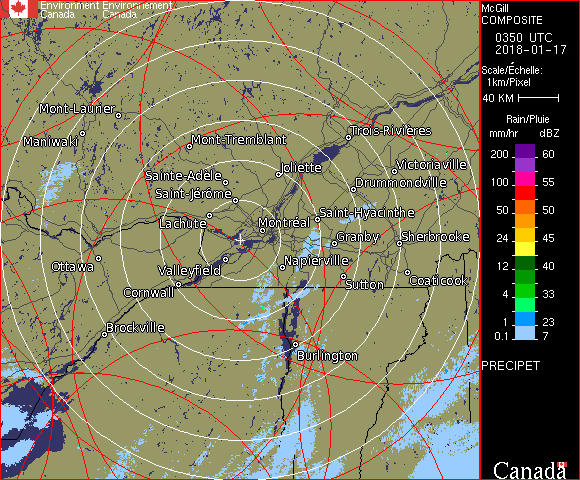 Environment Environnement
Canada Canada
McGill
COMPOSITE
0350 UTC
2018-01-17
Scale/Échelle:
1km/Pixel
40 KM
Rain/Pluie
mm/hr dBZ
200 60
150 57
100 55
50 50
24 45
12 40
4 33
1 23
0.1 7
PRECIPET
Canada
Mont-Laurier
Maniwaki
Mont-Tremblant
Trois-Rivières
Joliette
Victoriaville
Sainte-Adèle
Saint-Jérôme
Drummondville
Lachute
Montréal
Saint-Hyacinthe
Granby
Sherbrooke
Ottawa
Valleyfield
Napierville
Cornwall
Sutton
Coaticook
Brockville
Burlington